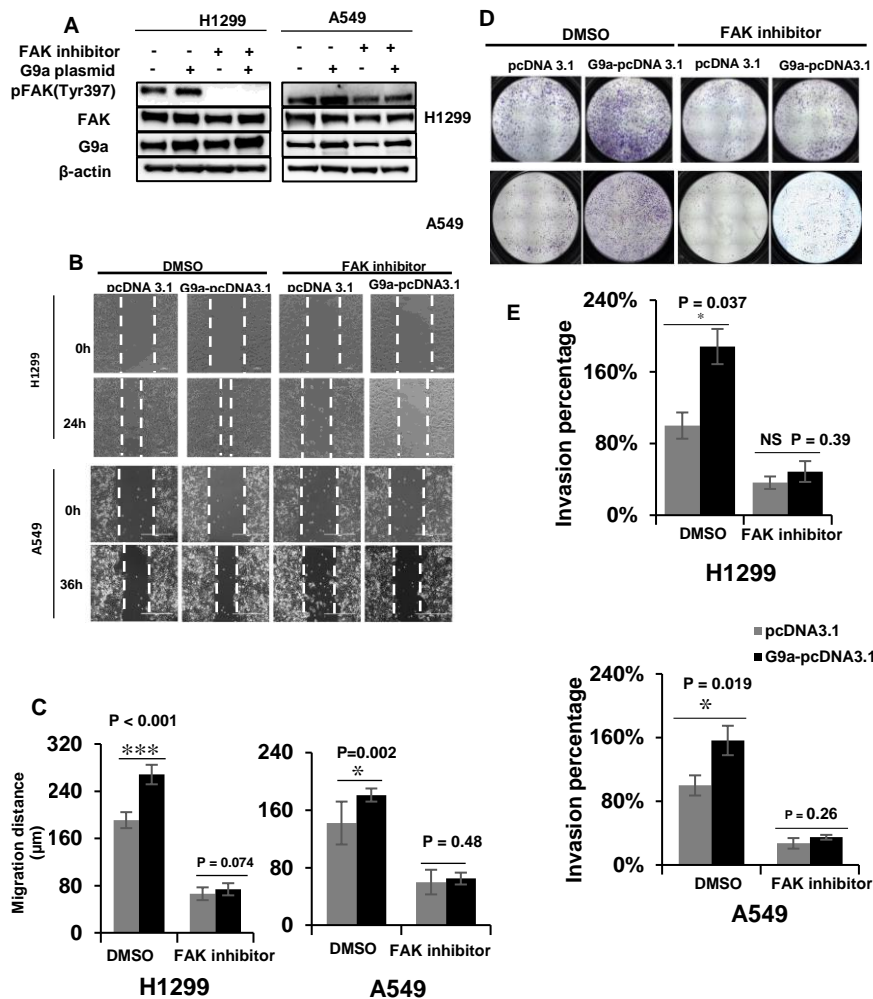 A
H1299
A549
FAK inhibitor - - + + - - + +
G9a plasmid - + - + - + - +
pFAK(Tyr397)
FAK
G9a
β-actin
D
DMSO FAK inhibitor
pcDNA 3.1 G9a-pcDNA 3.1 pcDNA 3.1 G9a-pcDNA3.1
H1299
A549
B
DMSO FAK inhibitor
pcDNA 3.1 G9a-pcDNA3.1 pcDNA 3.1 G9a-pcDNA3.1
H1299
0h
24h
A549
0h
36h
C
P < 0.001
***
Migration distance
(μm)
320
240
160
80
0
P = 0.074
DMSO FAK inhibitor
H1299
240
160
80
0
P=0.002
*
P = 0.48
DMSO FAK inhibitor
A549
E
Invasion percentage
240%
160%
80%
0%
P = 0.037
*
NS P = 0.39
DMSO FAK inhibitor
H1299
pcDNA3.1
G9a-pcDNA3.1
Invasion percentage
240%
160%
80%
0%
P = 0.019
*
P = 0.26
DMSO FAK inhibitor
A549